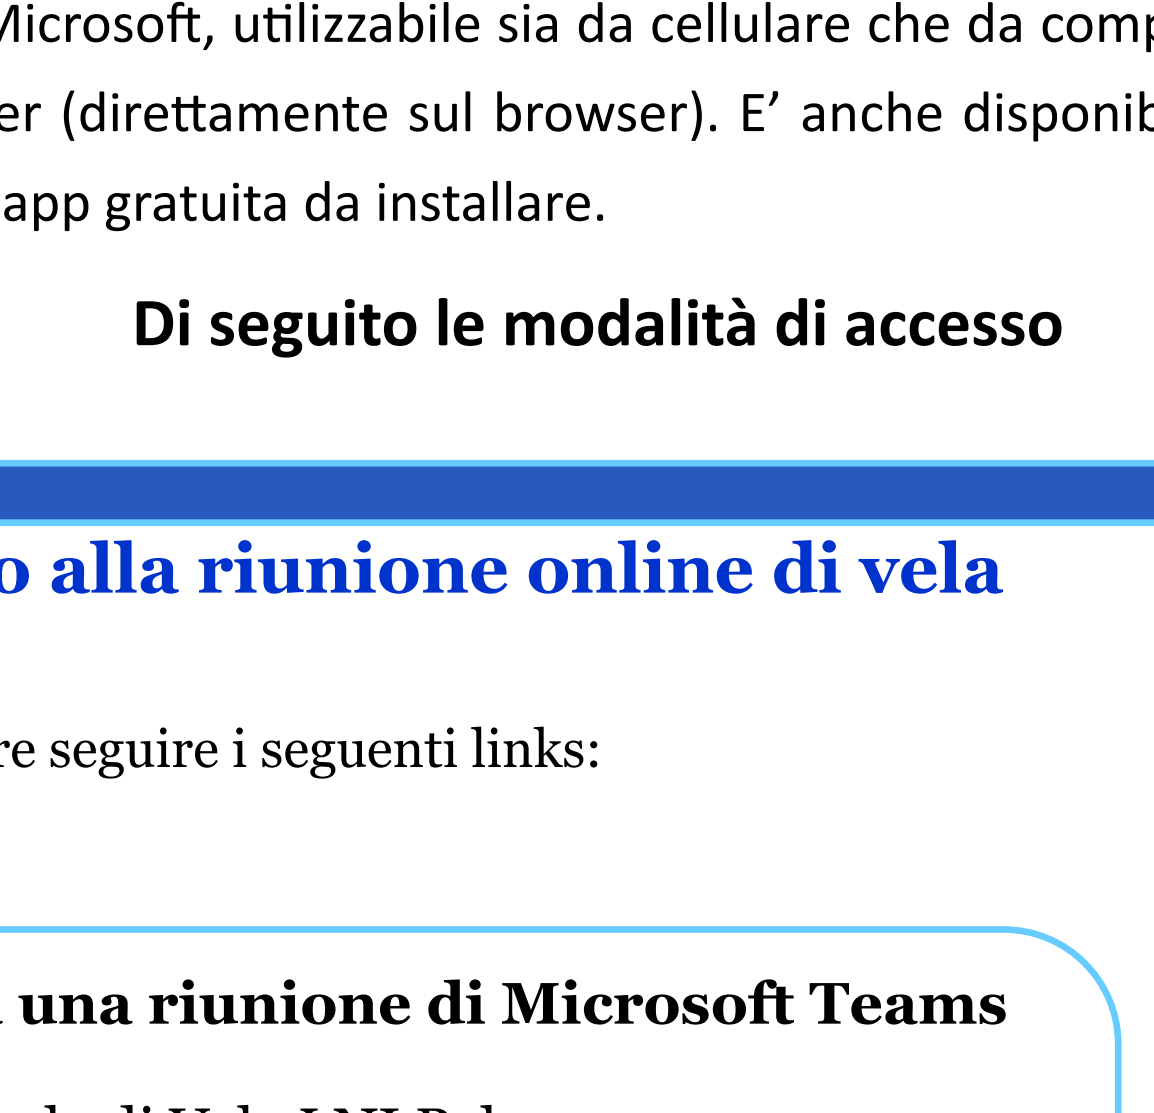 Microsoft, utilizzabile sia da cellulare che da comp
er (direttamente sul browser). E’ anche disponib
app gratuita da installare.
Di seguito le modalità di accesso
o alla riunione online di vela
re seguire i seguenti links:
una riunione di Microsoft Teams